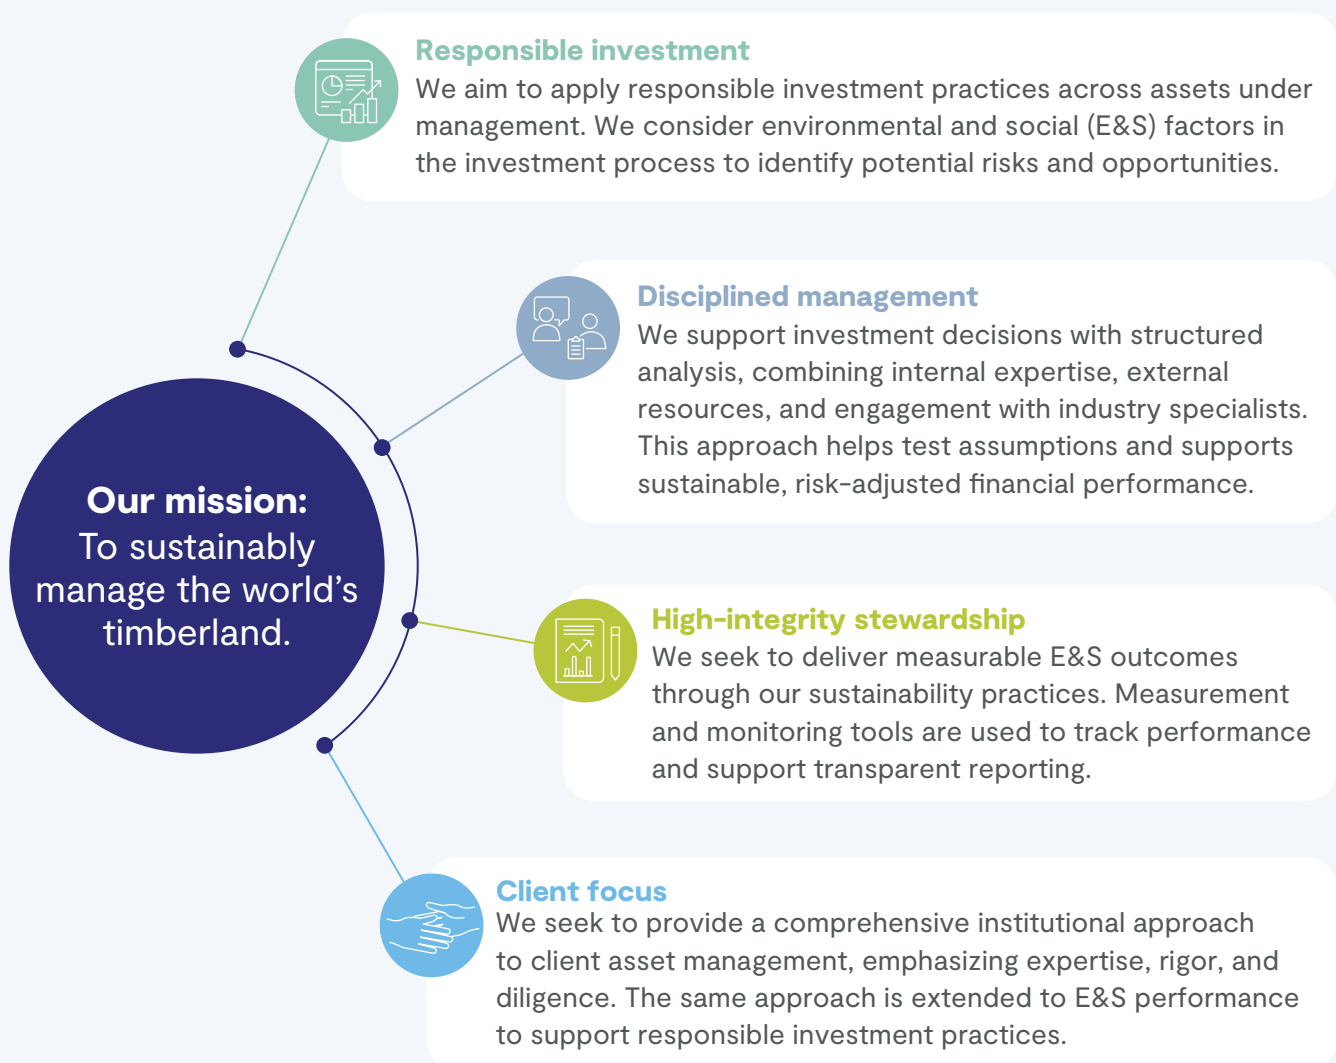 Responsible investment
We aim to apply responsible investment practices across assets under
management. We consider environmental and social (E&S) factors in
the investment process to identify potential risks and opportunities.
Disciplined management
We support investment decisions with structured
analysis, combining internal expertise, external
resources, and engagement with industry specialists.
This approach helps test assumptions and supports
sustainable, risk-adjusted financial performance.
Our mission:
To sustainably
manage the world’s
timberland.
High-integrity stewardship
We seek to deliver measurable E&S outcomes
through our sustainability practices. Measurement
and monitoring tools are used to track performance
and support transparent reporting.
Client focus
We seek to provide a comprehensive institutional approach
to client asset management, emphasizing expertise, rigor, and
diligence. The same approach is extended to E&S performance
to support responsible investment practices.